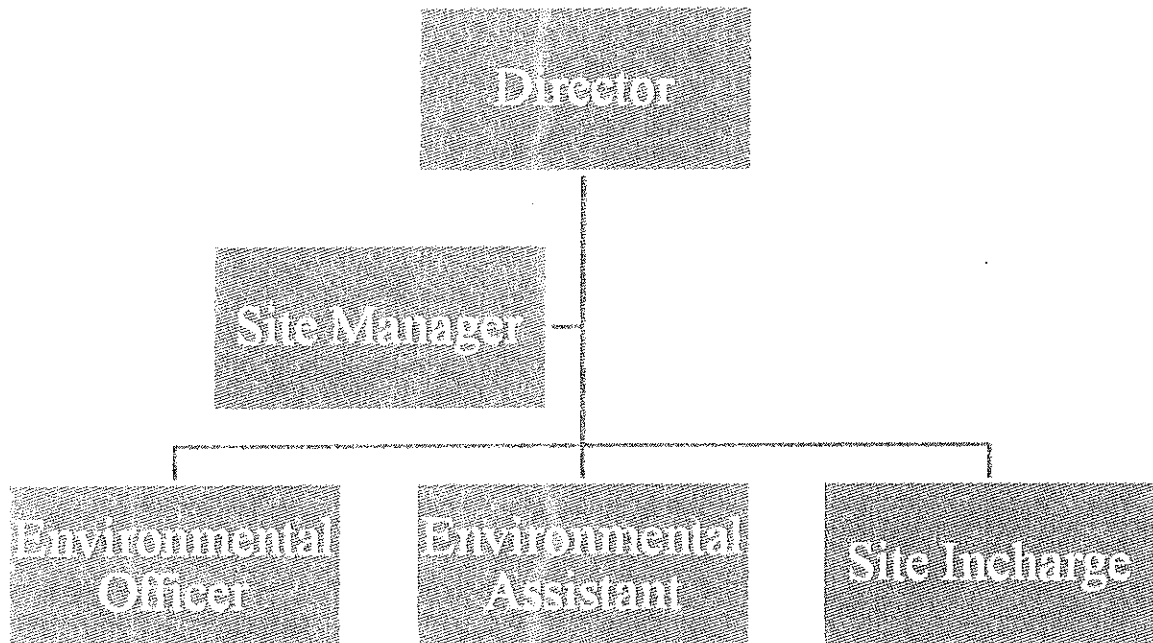 Director
Site Manager
Environmental
Officer
Environmental
Assistant
Site Incharge